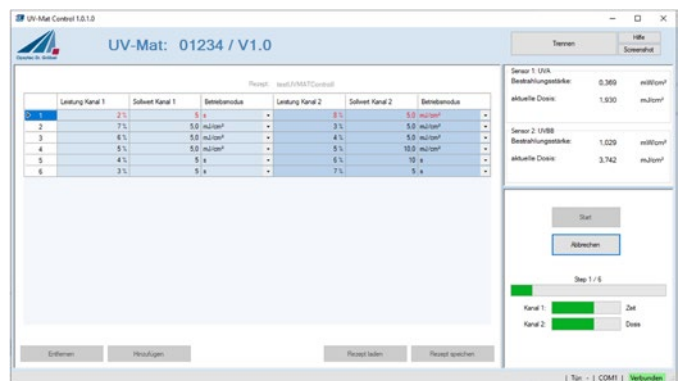 UV-Mat Control 1.0.1.0
UV-Mat: 01234 / V1.0
Trennen
Hilfe
Screenshot
Rezept: testUVMATControll
Leistung Kanal 1 Sollwert Kanal 1 Betriebsmodus Leistung Kanal 2 Sollwert Kanal 2 Betriebsmodus
1 2 % 5 s 8 % 5.0 mJ/cm²
2 7 % 5.0 mJ/cm² 3 % 5.0 mJ/cm²
3 6 % 5.0 mJ/cm² 4 % 5.0 mJ/cm²
4 5 % 5.0 mJ/cm² 5 % 10.0 mJ/cm²
5 4 % 5 s 6 % 10 s
6 3 % 5 s 7 % 5 s
Entfernen Hinzufügen Rezept laden Rezept speichen
Sensor 1: UVA
Bestrahlungsstärke: 0,369 mW/cm²
aktuelle Dosis: 1,930 mJ/cm²
Sensor 2: UVBB
Bestrahlungsstärke: 1,029 mW/cm²
aktuelle Dosis: 3,742 mJ/cm²
Start
Abbrechen
Step 1 / 6
Kanal 1: Zeit
Kanal 2: Dosis
| Tür: - | COM1 | Verbunden